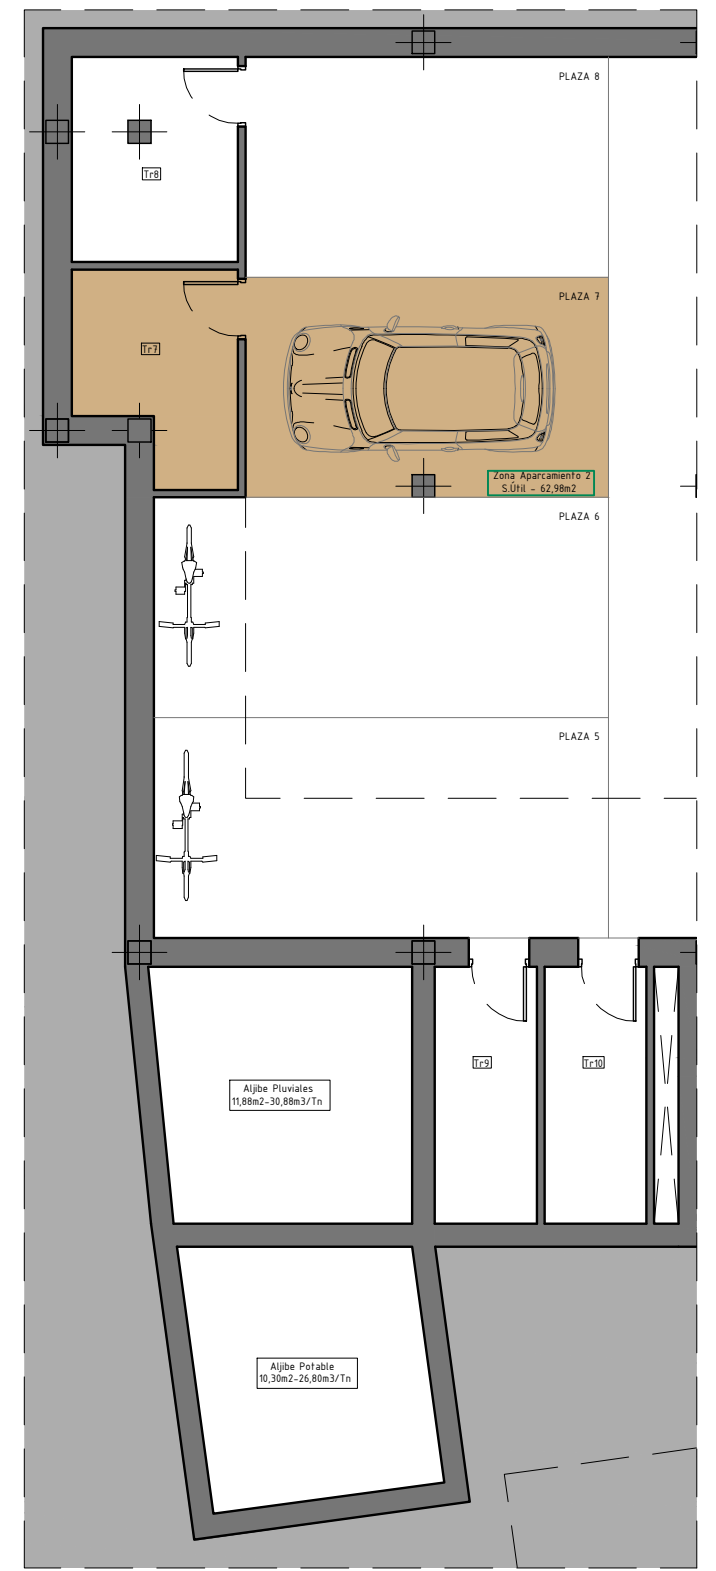 PLAZA 8
Tr8
PLAZA 7
Tr7
Zona Aparcamiento 2
S.Útil - 62,98m2
PLAZA 6
PLAZA 5
Tr9
Tr10
Aljibe Pluviales
11,88m2-30,88m3/Tn
Aljibe Potable
10,30m2-26,80m3/Tn